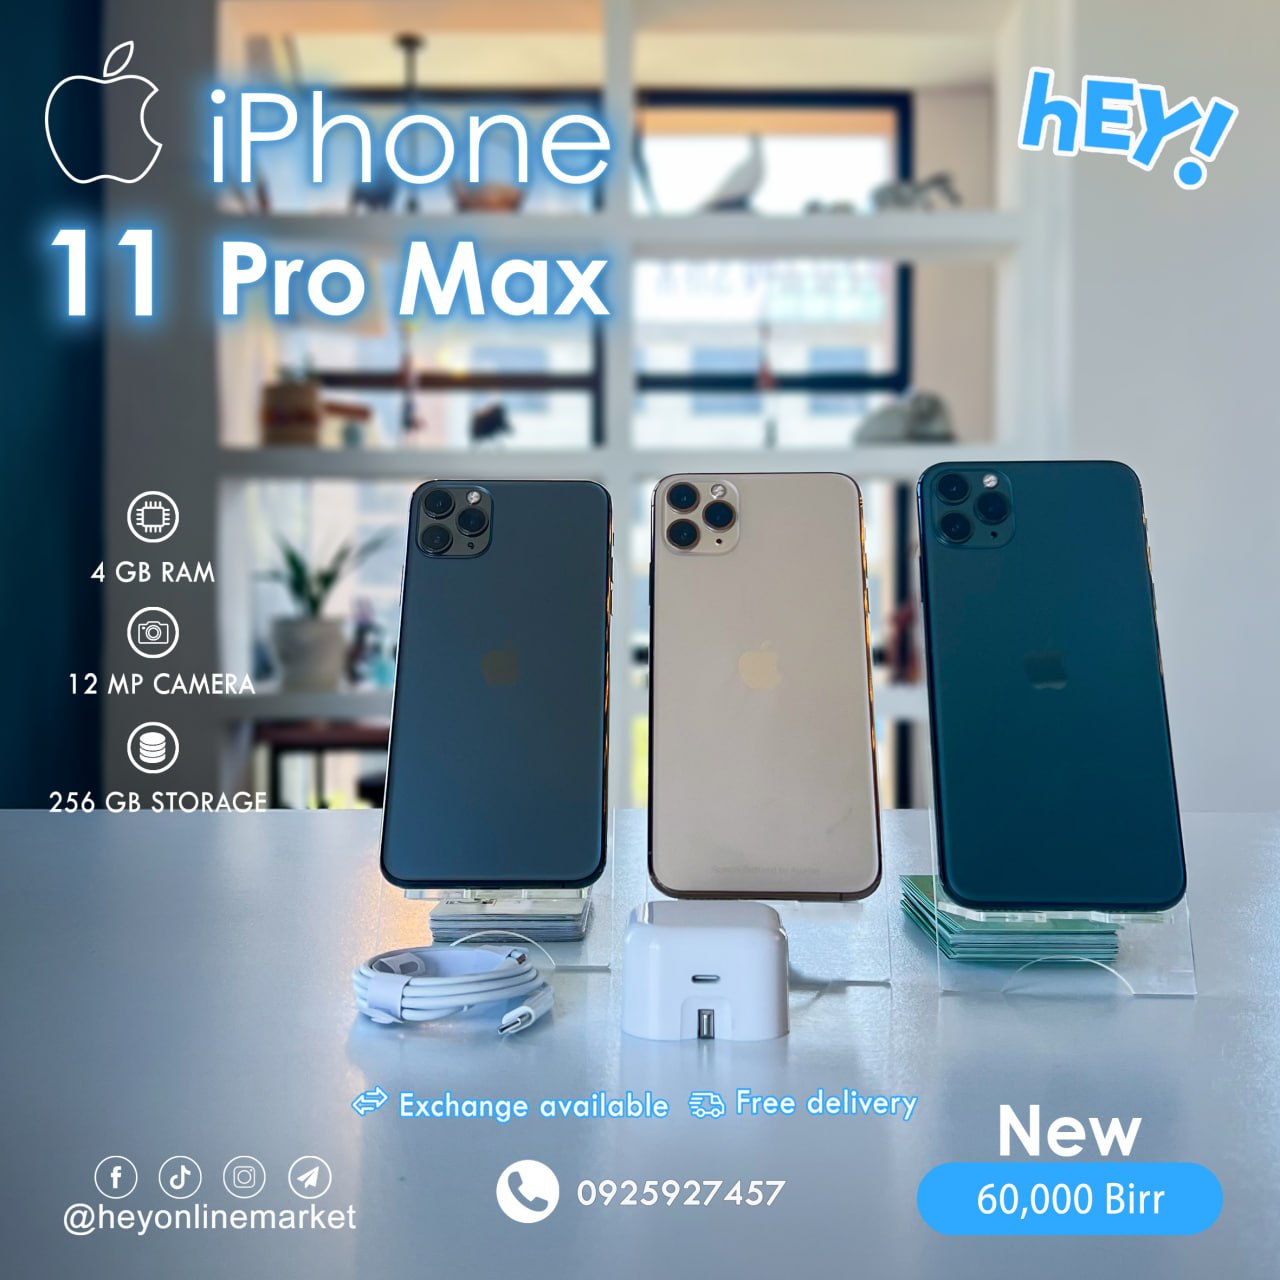 iPhone
11 Pro Max
hEY!
4 GB RAM
12 MP CAMERA
256 GB STORAGE
Exchange available
Free delivery
New
60,000 Birr
0925927457
@heyonlinemarket